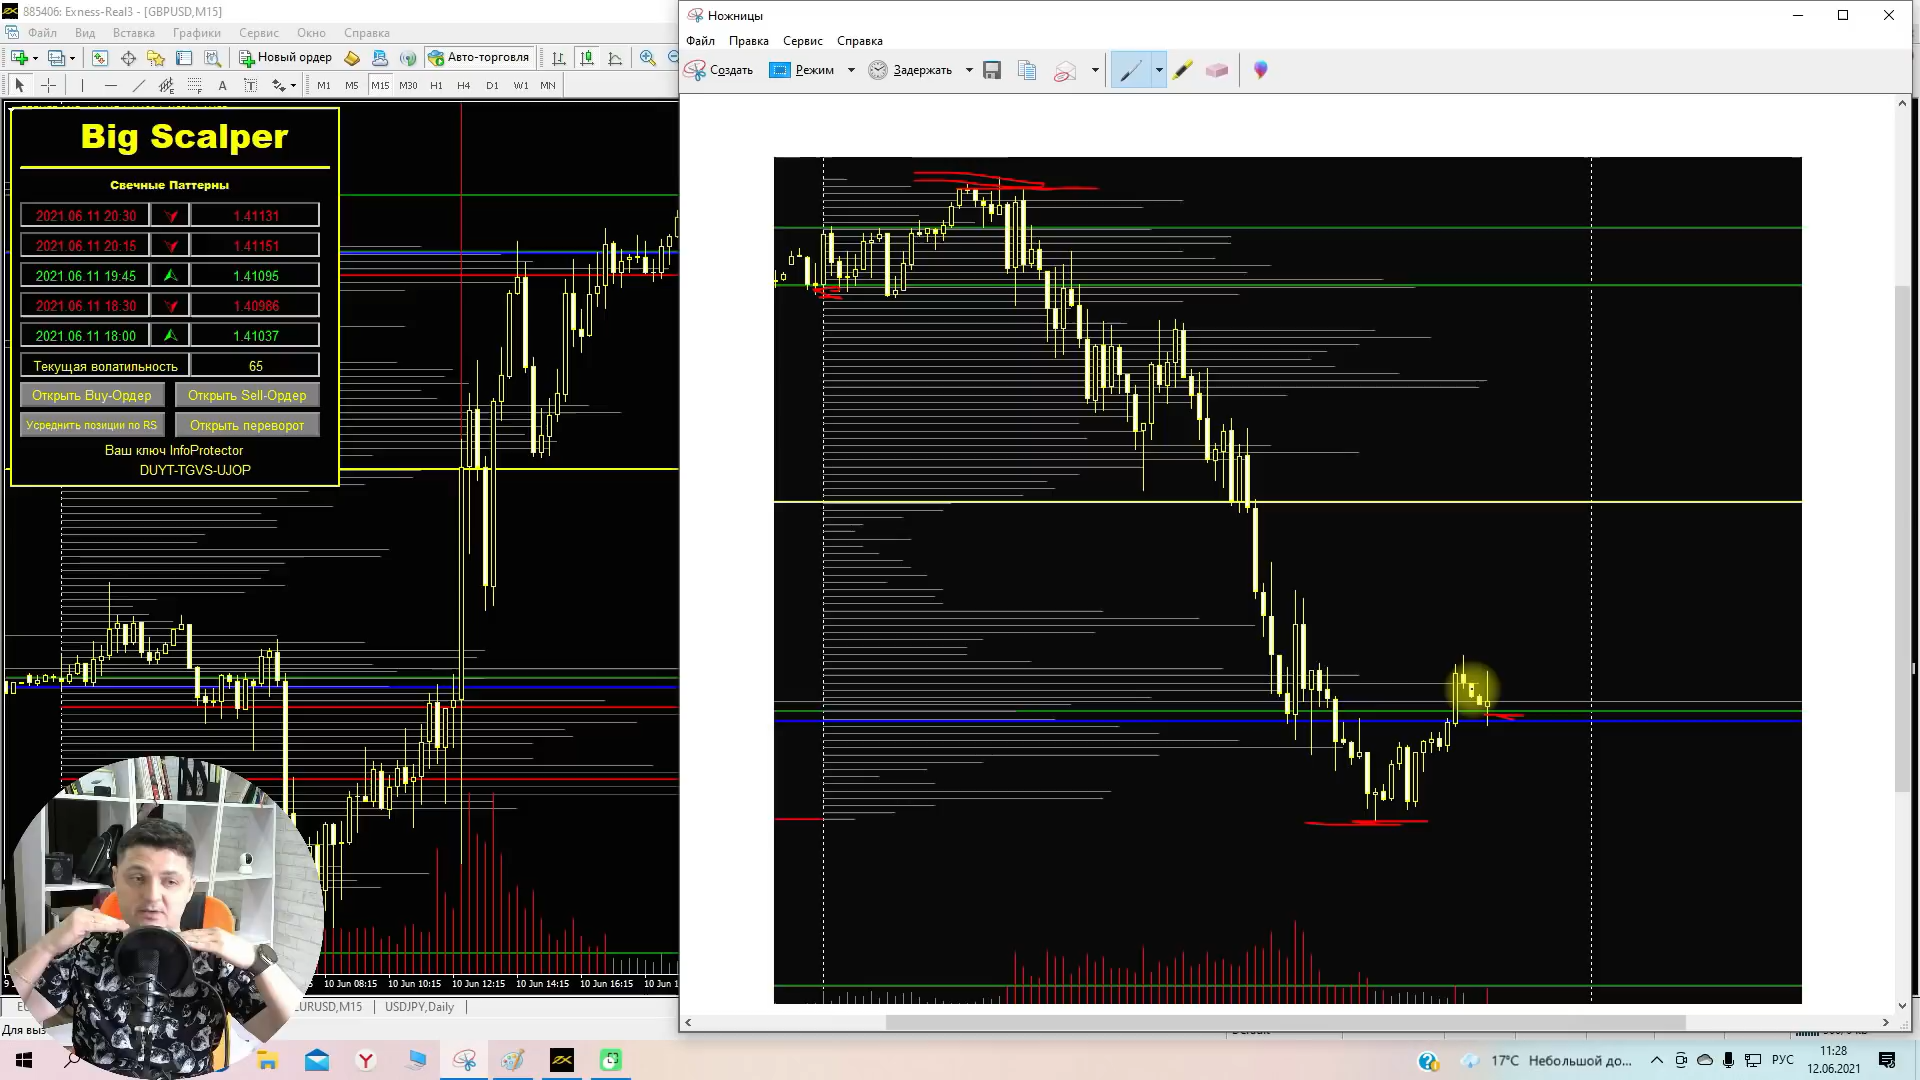 885406: Exness-Real3 - [GBPUSD,M15]
Файл Вид Вставка Графики Сервис Окно Справка
Новый ордер
Авто-торговля
A T
M1 M5 M15 M30 H1 H4 D1 W1 MN
Big Scalper
Свечные Паттерны
2021.06.11 20:30 1.41131
2021.06.11 20:15 1.41151
2021.06.11 19:45 1.41095
2021.06.11 18:30 1.40986
2021.06.11 18:00 1.41037
Текущая волатильность 65
Открыть Buy-Ордер Открыть Sell-Ордер
Усреднить позиции по RS Открыть переворот
Ваш ключ InfoProtector
DUYT-TGVS-UJOP
10 Jun 08:15 10 Jun 10:15 10 Jun 12:15 10 Jun 14:15 10 Jun 16:15
USDJPY,Daily
Ножницы
Файл Правка Сервис Справка
Создать Режим Задержать
17°C Небольшой до...
РУС
11:28
12.06.2021